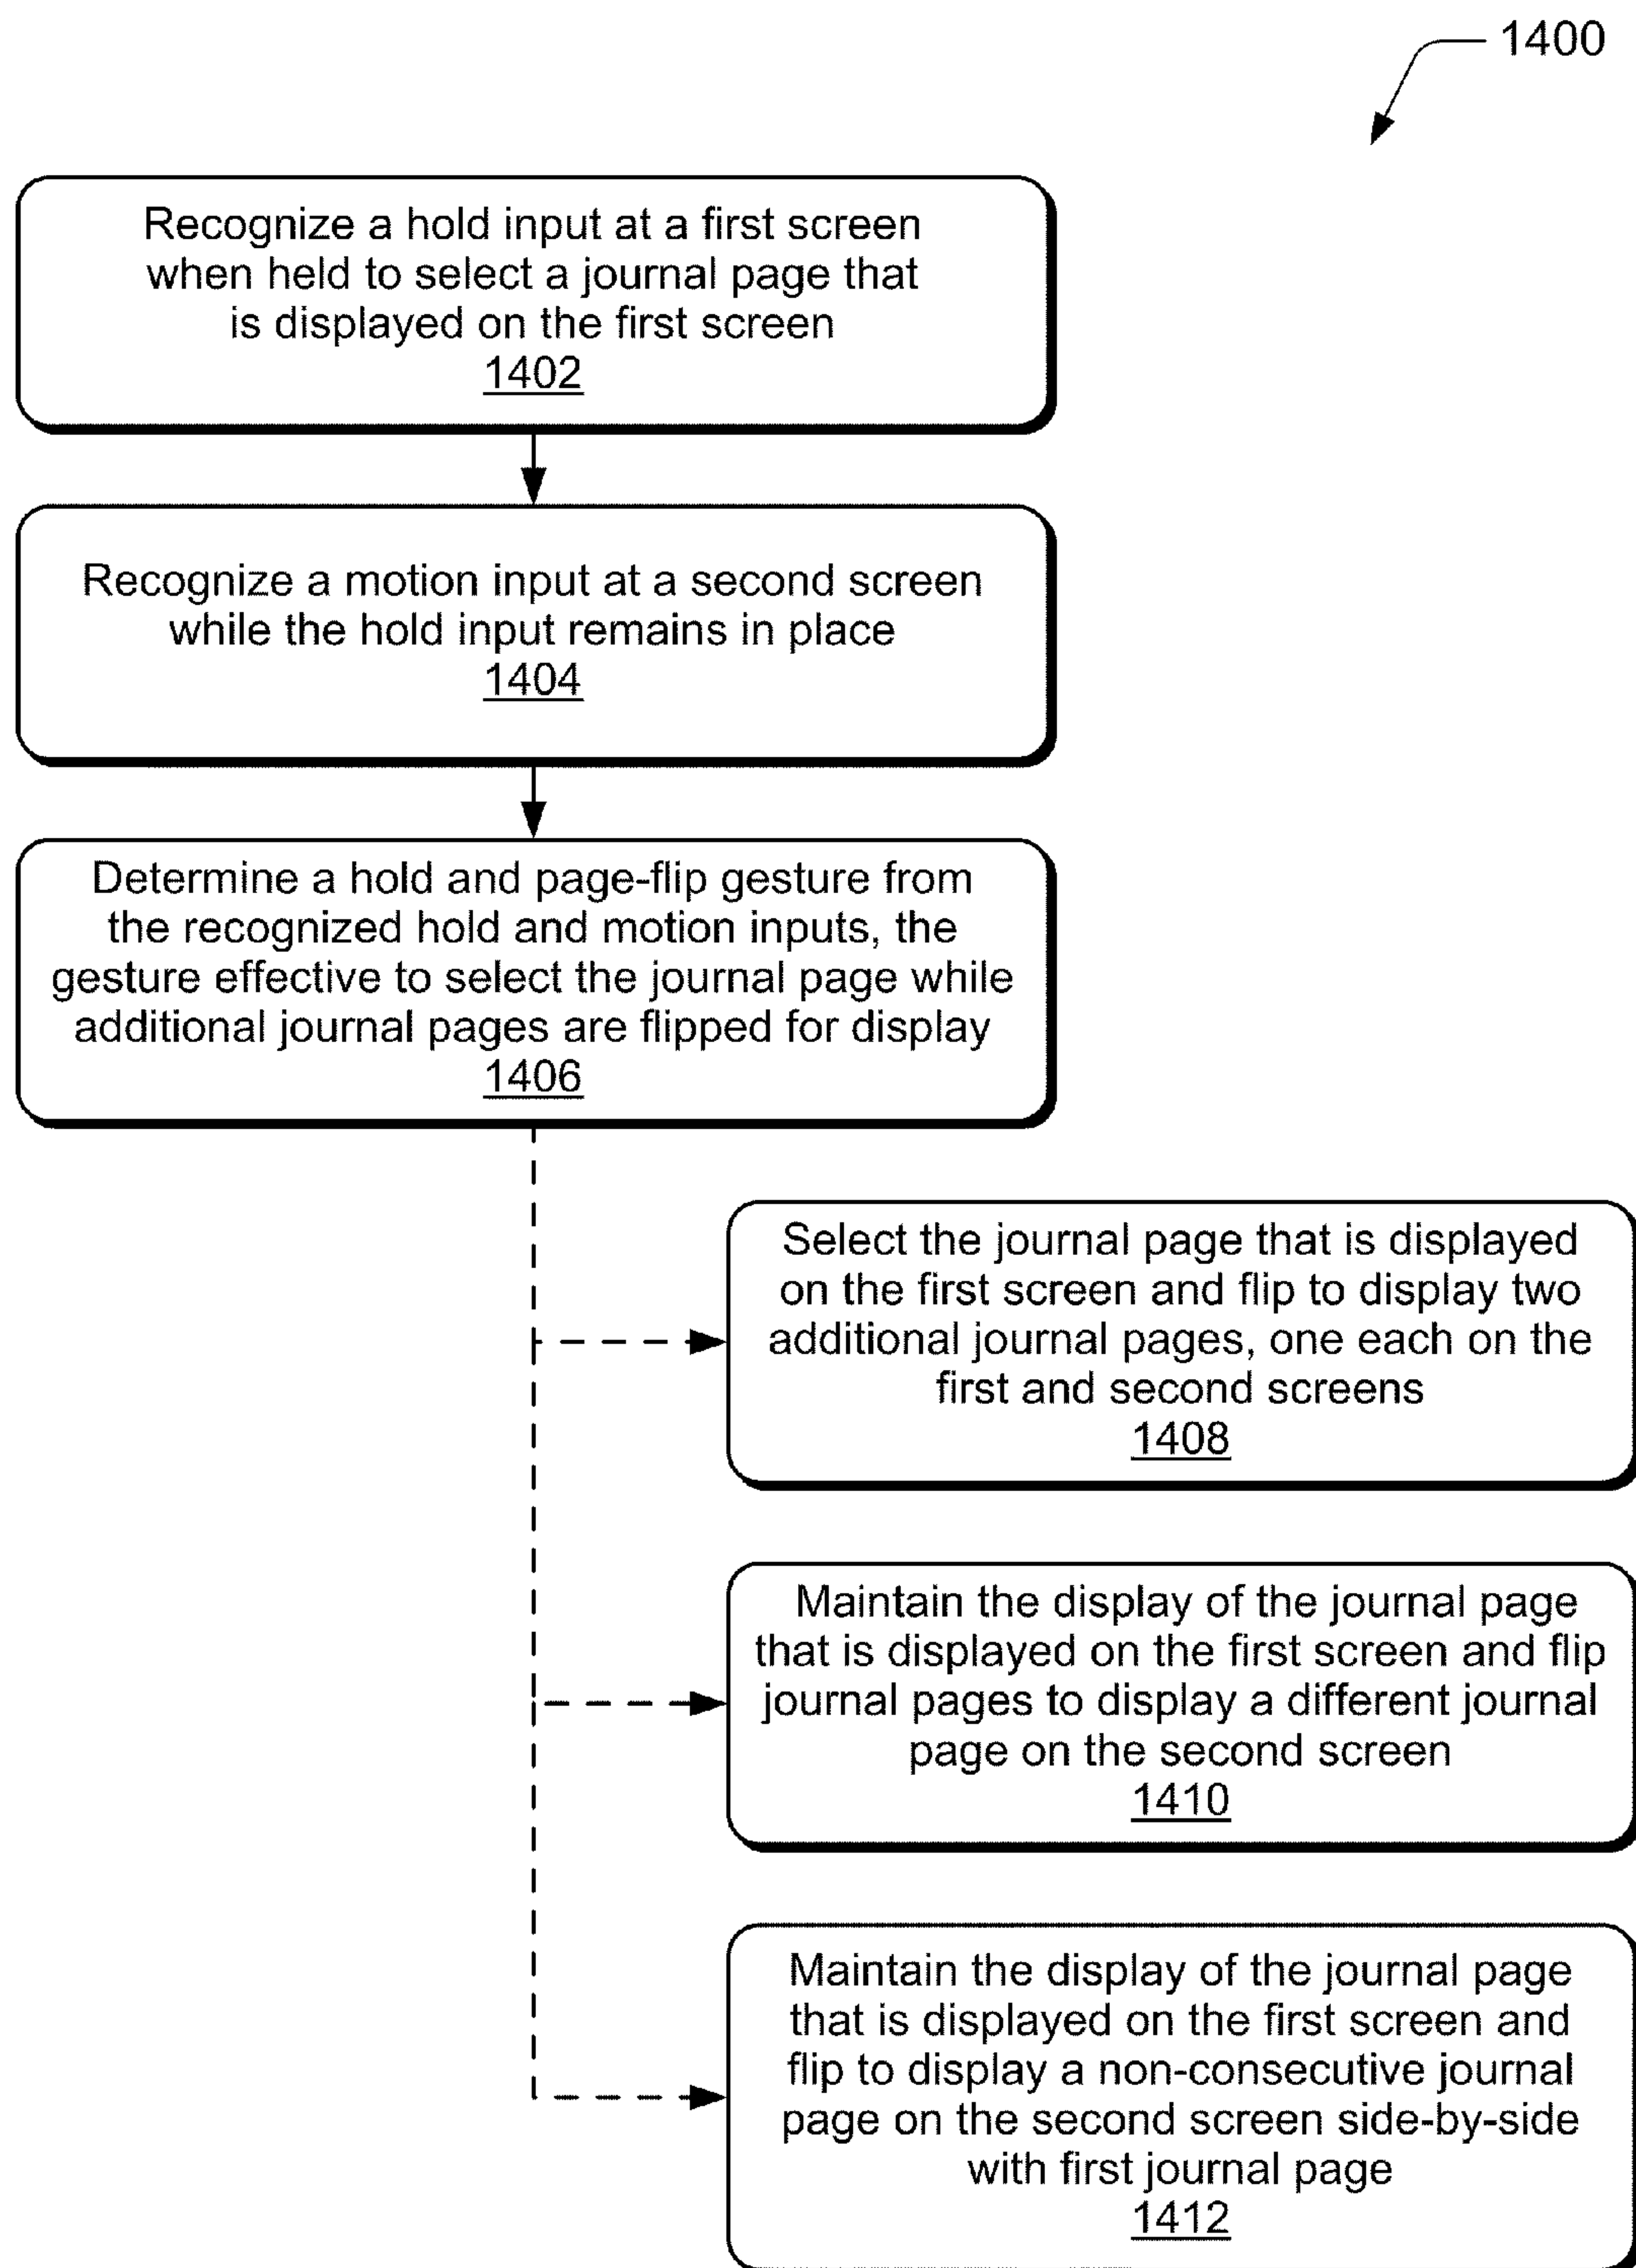 1400
Recognize a hold input at a first screen
when held to select a journal page that
is displayed on the first screen
1402
Recognize a motion input at a second screen
while the hold input remains in place
1404
Determine a hold and page-flip gesture from
the recognized hold and motion inputs, the
gesture effective to select the journal page while
additional journal pages are flipped for display
1406
Select the journal page that is displayed
on the first screen and flip to display two
additional journal pages, one each on the
first and second screens
1408
Maintain the display of the journal page
that is displayed on the first screen and flip
journal pages to display a different journal
page on the second screen
1410
Maintain the display of the journal page
that is displayed on the first screen and
flip to display a non-consecutive journal
page on the second screen side-by-side
with first journal page
1412